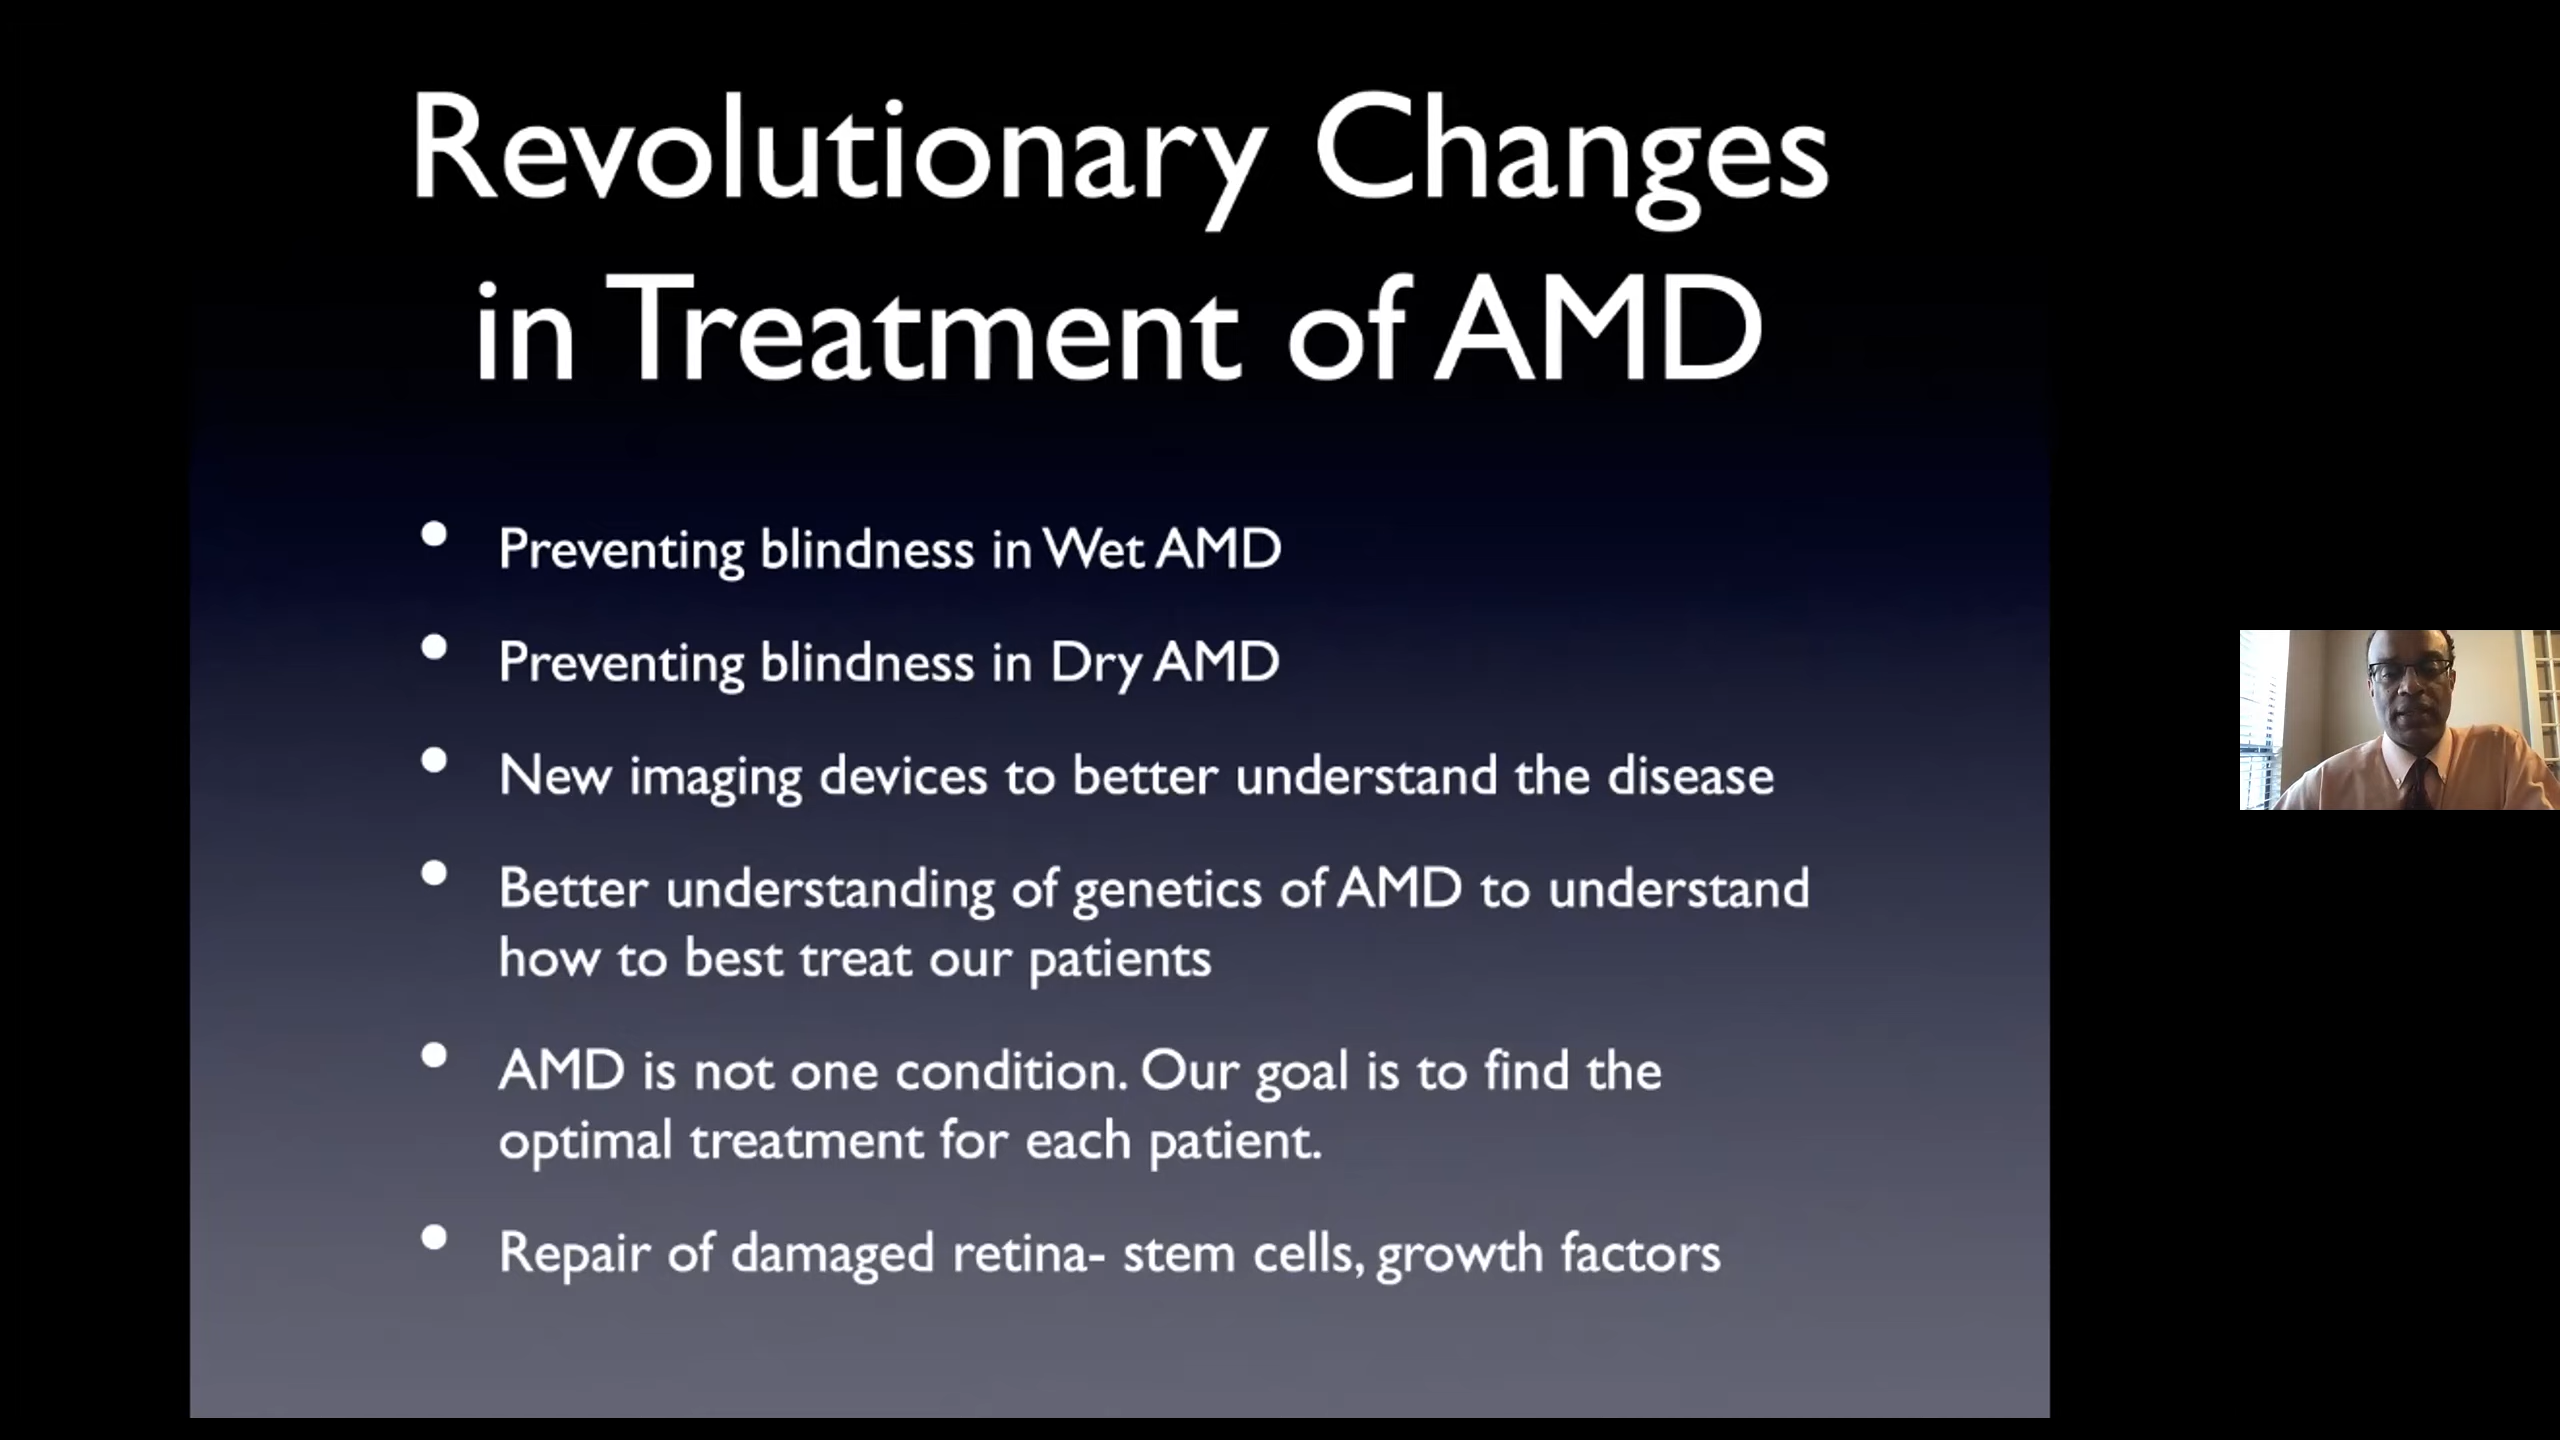 Revolutionary Changes
in Treatment of AMD
• Preventing blindness in Wet AMD
• Preventing blindness in Dry AMD
• New imaging devices to better understand the disease
• Better understanding of genetics of AMD to understand
how to best treat our patients
• AMD is not one condition. Our goal is to find the
optimal treatment for each patient.
• Repair of damaged retina- stem cells, growth factors